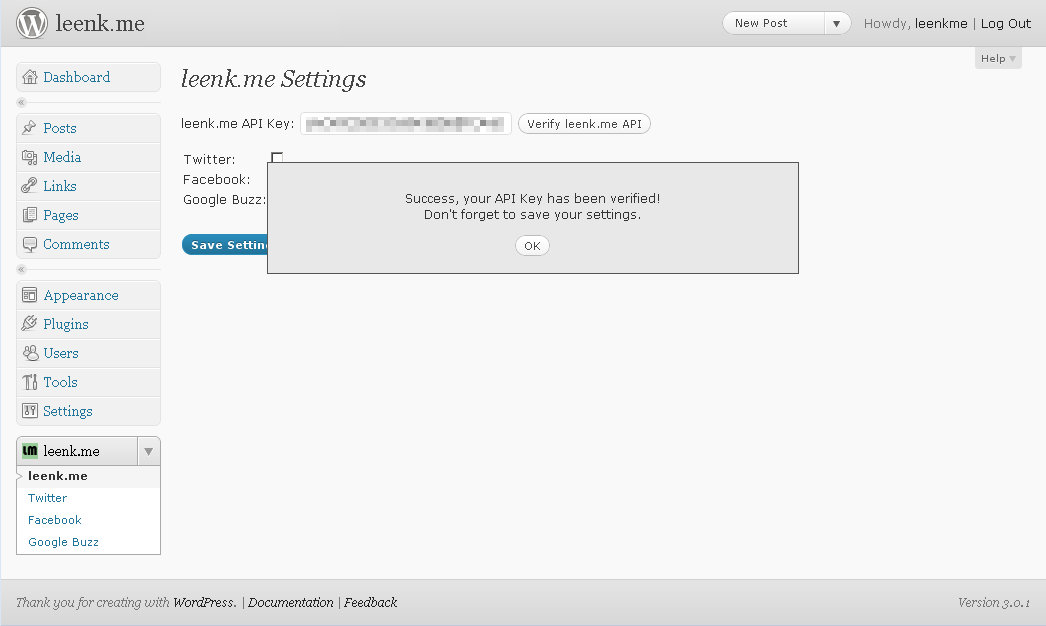 leenk.me
New Post
Howdy, leenkme | Log Out
Help
Dashboard
Posts
Media
Links
Pages
Comments
Appearance
Plugins
Users
Tools
Settings
LM leenk.me
leenk.me
Twitter
Facebook
Google Buzz
leenk.me Settings
leenk.me API Key:
Verify leenk.me API
Twitter:
Facebook:
Google Buzz:
Save Settin
Success, your API Key has been verified!
Don't forget to save your settings.
OK
Thank you for creating with WordPress. | Documentation | Feedback
Version 3.0.1